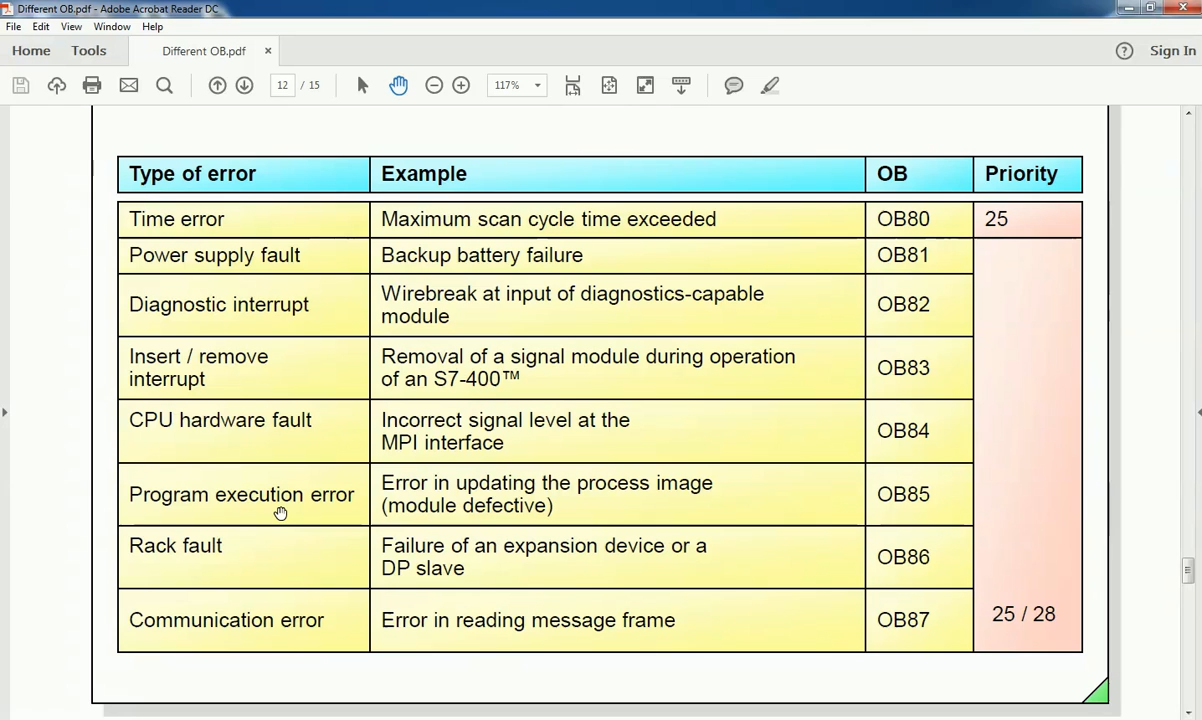 Different OB.pdf - Adobe Acrobat Reader DC
File Edit View Window Help
Home Tools Different OB.pdf × ? Sign In
12 / 15 117%
Type of error Example OB Priority
Time error Maximum scan cycle time exceeded OB80 25
Power supply fault Backup battery failure OB81
Diagnostic interrupt Wirebreak at input of diagnostics-capable
module OB82
Insert / remove
interrupt Removal of a signal module during operation
of an S7-400™ OB83
CPU hardware fault Incorrect signal level at the
MPI interface OB84
Program execution error Error in updating the process image
(module defective) OB85
Rack fault Failure of an expansion device or a
DP slave OB86
Communication error Error in reading message frame OB87 25 / 28